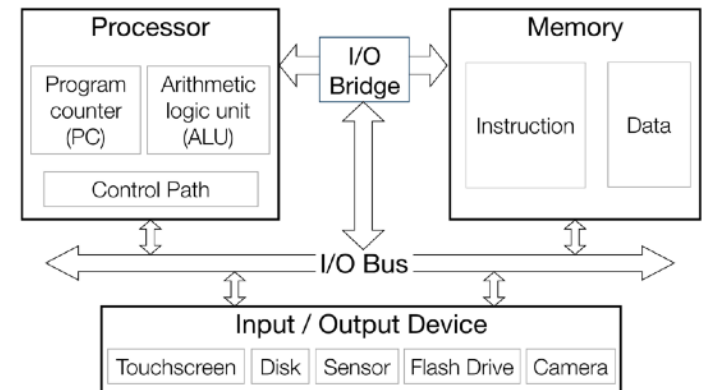 Processor
Program
counter
(PC)
Arithmetic
logic unit
(ALU)
Control Path
I/O
Bridge
Memory
Instruction
Data
I/O Bus
Input / Output Device
Touchscreen
Disk
Sensor
Flash Drive
Camera